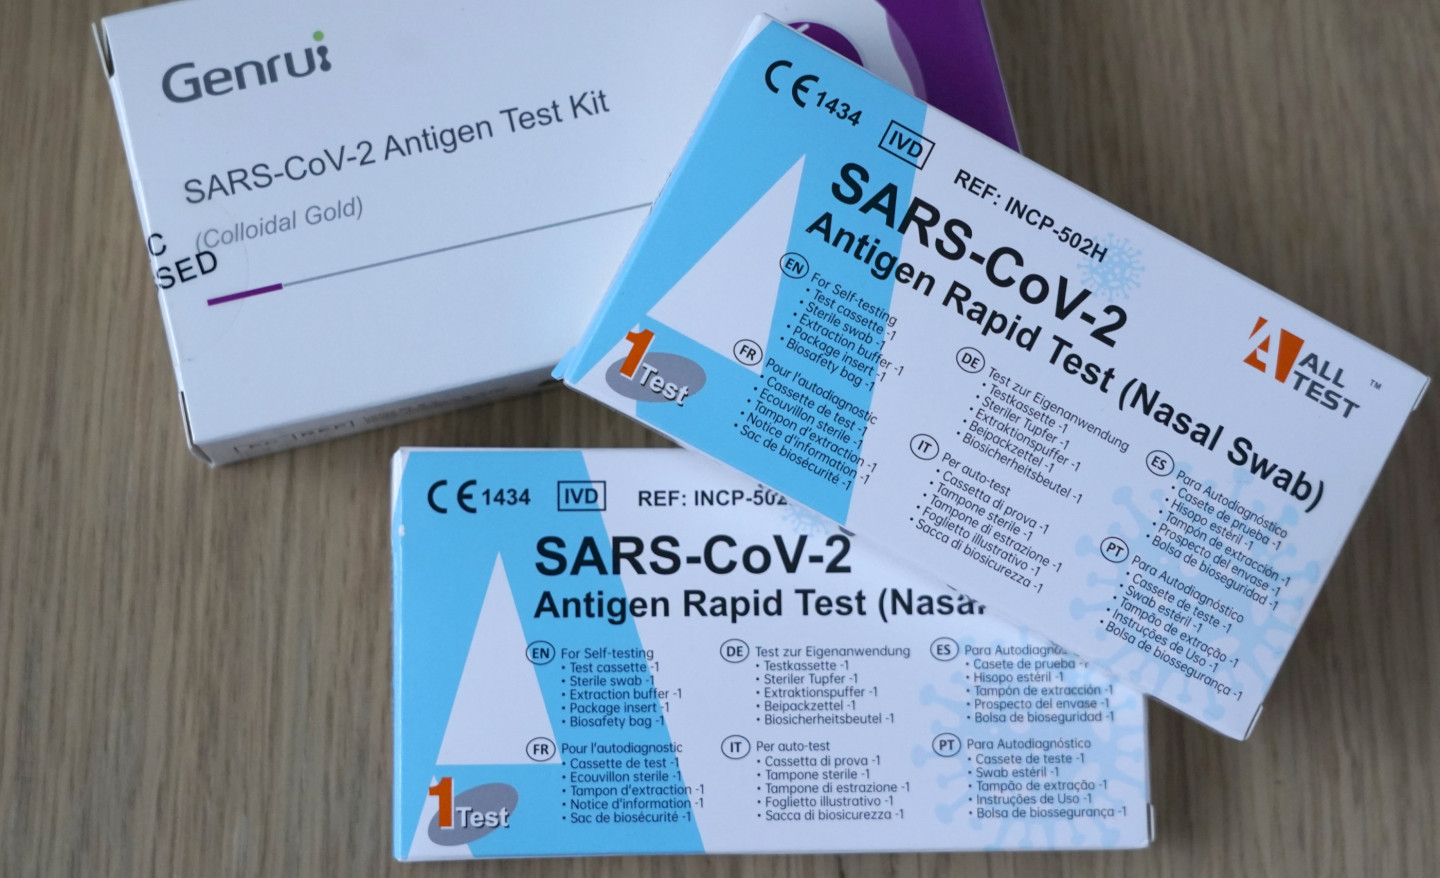 Genrui
SARS-CoV-2 Antigen Test Kit
(Colloidal Gold)
C
SED
CE 1434
IVD
REF: INCP-502H
SARS-CoV-2
Antigen Rapid Test (Nasal Swab)
EN For Self-testing
• Test cassette -1
• Sterile swab -1
• Extraction buffer -1
• Package insert -1
• Biosafety bag -1
FR Pour l'autodiagnostic
• Cassette de test -1
• Ecouvillon sterile -1
• Tampon d'extraction -1
• Notice d'information -1
• Sac de biosécurité -1
DE Test zur Eigenanwendung
• Testkassette -1
• Steriler Tupfer -1
• Extraktionspuffer -1
• Beipackzettel -1
• Biosicherheitsbeutel -1
IT Per auto-test
• Cassetta di prova -1
• Tampone sterile -1
• Tampone di estrazione -1
• Foglietto illustrativo -1
• Sacca di biosicurezza -1
ES Para Autodiagnóstico
• Casete de prueba -1
• Hisopo estéril -1
• Tampón de extracción -1
• Prospecto del envase -1
• Bolsa de bioseguridad -1
PT Para Autodiagnóstico
• Cassete de teste -1
• Swab estéril -1
• Tampão de extração -1
• Instruções de Uso -1
• Bolsa de biossegurança -1
1 Test
ALL
TEST ™
CE 1434
IVD
REF: INCP-502
SARS-CoV-2
Antigen Rapid Test (Nasal
EN For Self-testing
• Test cassette -1
• Sterile swab -1
• Extraction buffer -1
• Package insert -1
• Biosafety bag -1
DE Test zur Eigenanwendung
• Testkassette -1
• Steriler Tupfer -1
• Extraktionspuffer -1
• Beipackzettel -1
• Biosicherheitsbeutel -1
ES Para Autodiagnó
• Casete de prueba -1
• Hisopo estéril -1
• Tampón de extracción -1
• Prospecto del envase -1
• Bolsa de bioseguridad -1
FR Pour l'autodiagnostic
• Cassette de test -1
• Ecouvillon sterile -1
• Tampon d'extraction -1
• Notice d'information -1
• Sac de biosécurité -1
IT Per auto-test
• Cassetta di prova -1
• Tampone sterile -1
• Tampone di estrazione -1
• Foglietto illustrativo -1
• Sacca di biosicurezza -1
PT Para Autodiagnóstico
• Cassete de teste -1
• Swab estéril -1
• Tampão de extração -1
• Instruções de Uso -1
• Bolsa de biossegurança -1
1 Test